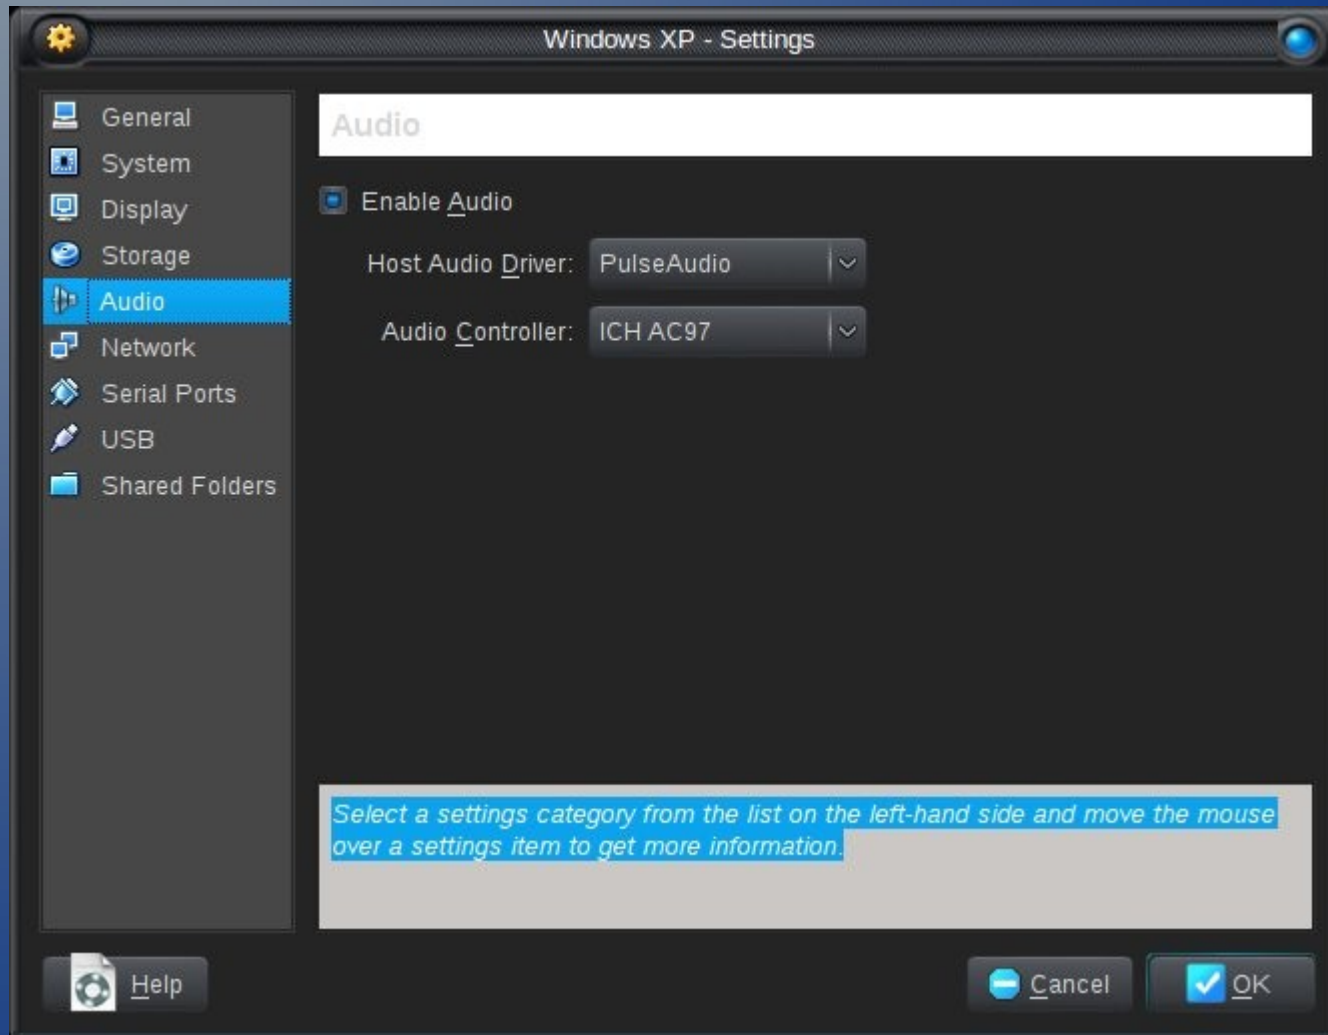 Windows XP - Settings
General
System
Display
Storage
Audio
Network
Serial Ports
USB
Shared Folders
Audio
Enable Audio
Host Audio Driver: PulseAudio
Audio Controller: ICH AC97
Select a settings category from the list on the left-hand side and move the mouse
over a settings item to get more information.
Help
Cancel
OK